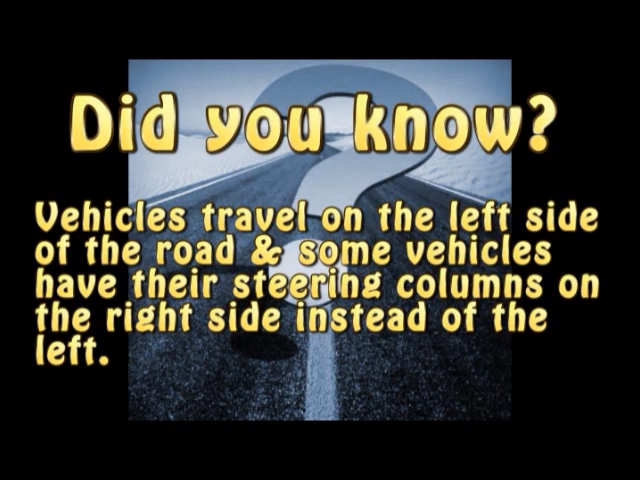 Did you know?
Vehicles travel on the left side
of the road & some vehicles
have their steering columns on
the right side instead of the
left.